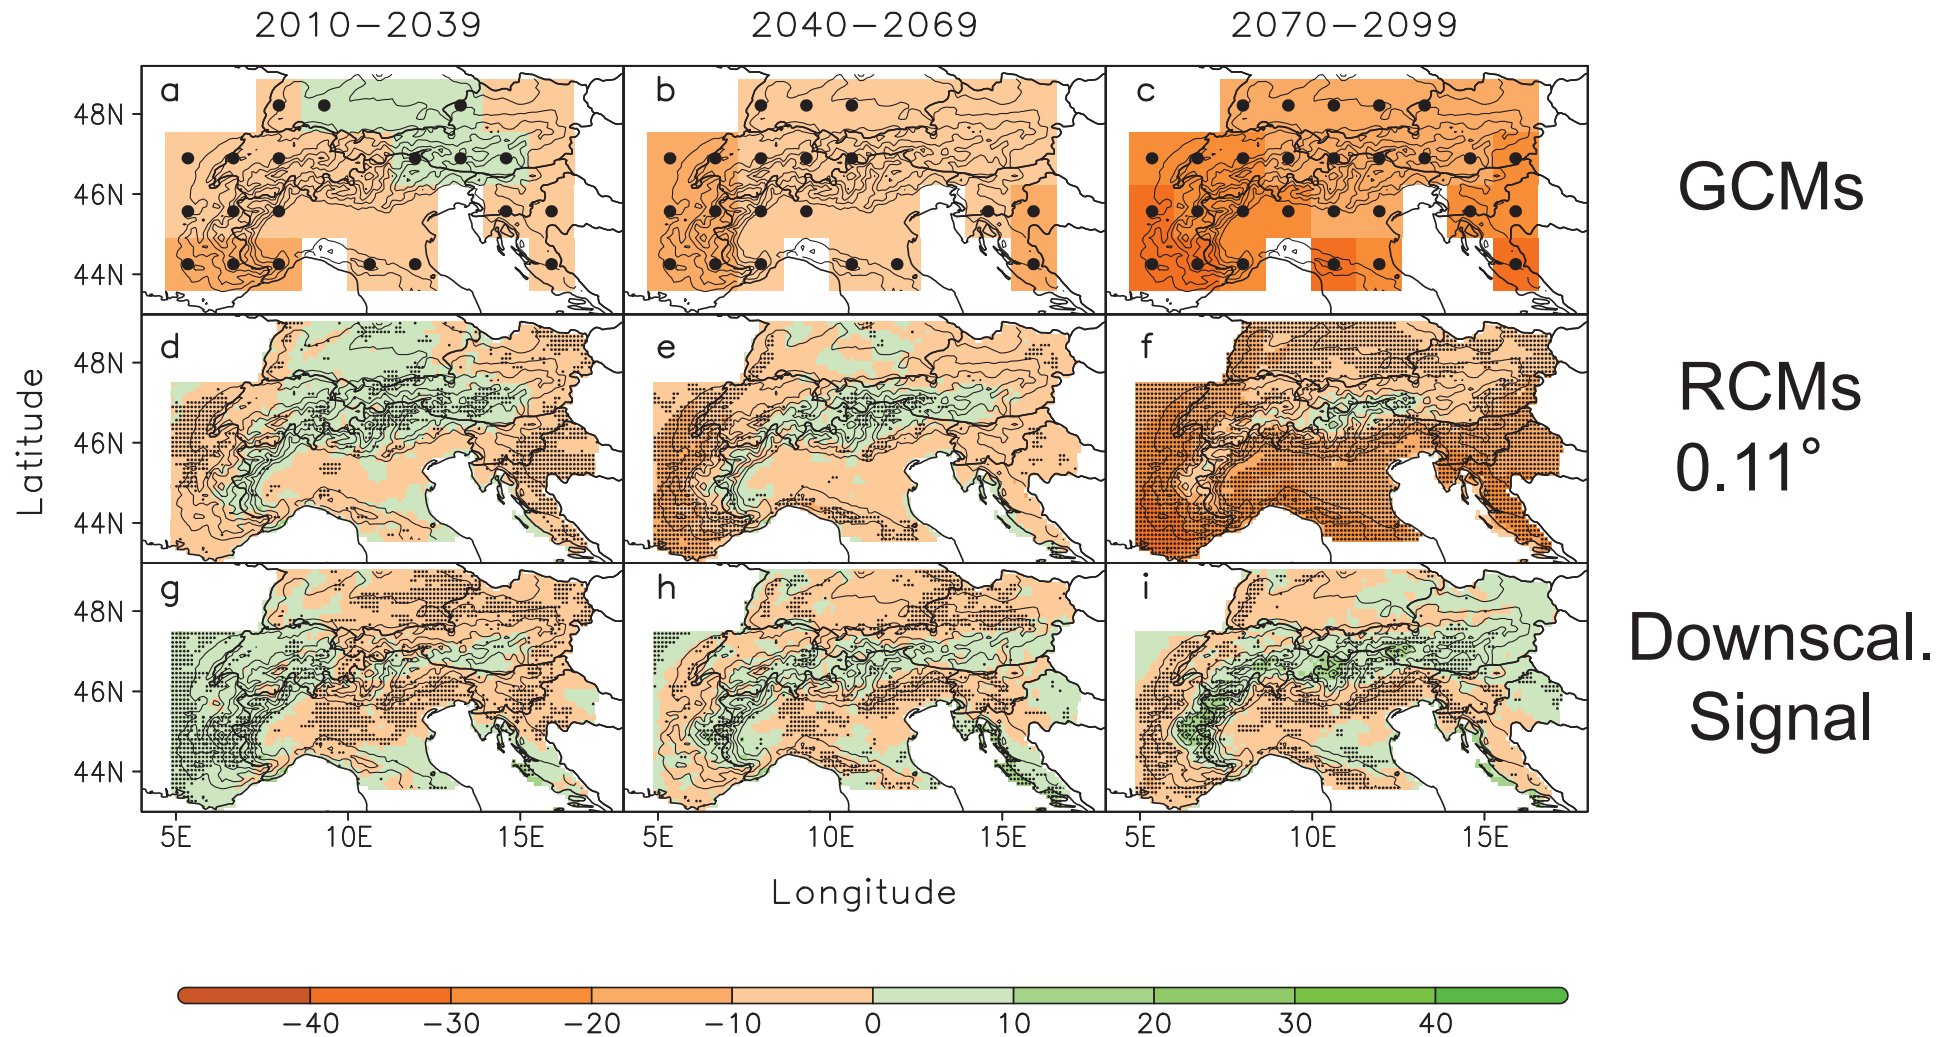 2010−2039 2040−2069 2070−2099
a b c
48N
46N
44N
GCMs
d e f
48N
46N
44N
RCMs
0.11°
g h i
48N
46N
44N
Downscal.
Signal
Latitude
5E 10E 15E 5E 10E 15E 5E 10E 15E
Longitude
−40 −30 −20 −10 0 10 20 30 40